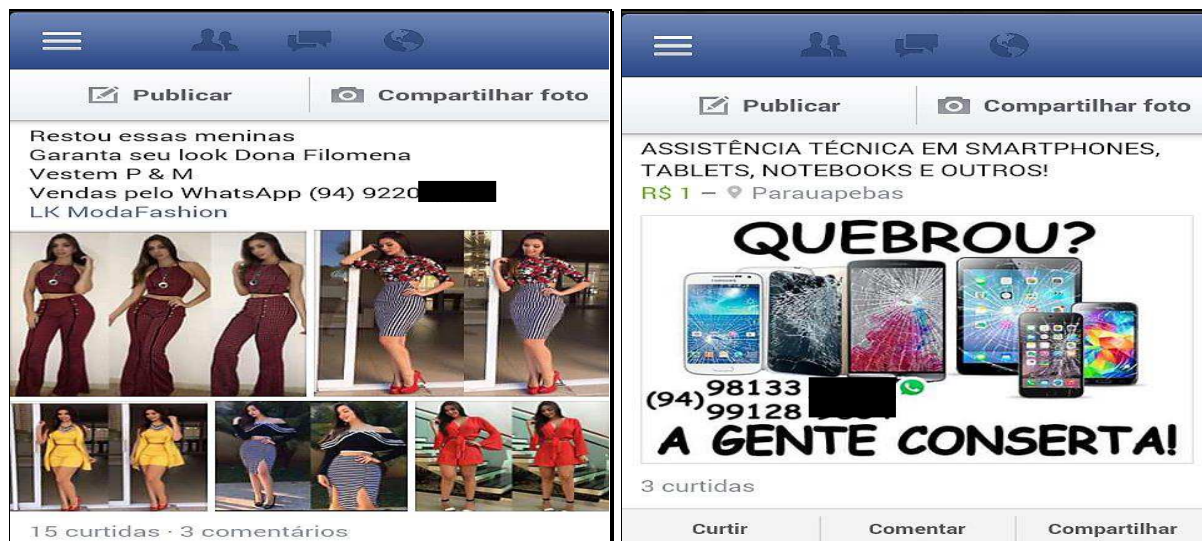 Publicar
Compartilhar foto
Restou essas meninas
Garanta seu look Dona Filomena
Vestem P & M
Vendas pelo WhatsApp (94) 9220
LK ModaFashion
15 curtidas · 3 comentários
Publicar
Compartilhar foto
ASSISTÊNCIA TÉCNICA EM SMARTPHONES,
TABLETS, NOTEBOOKS E OUTROS!
R$ 1 – Parauapebas
QUEBROU?
(94) 98133
99128
A GENTE CONSERTA!
3 curtidas
Curtir
Comentar
Compartilhar